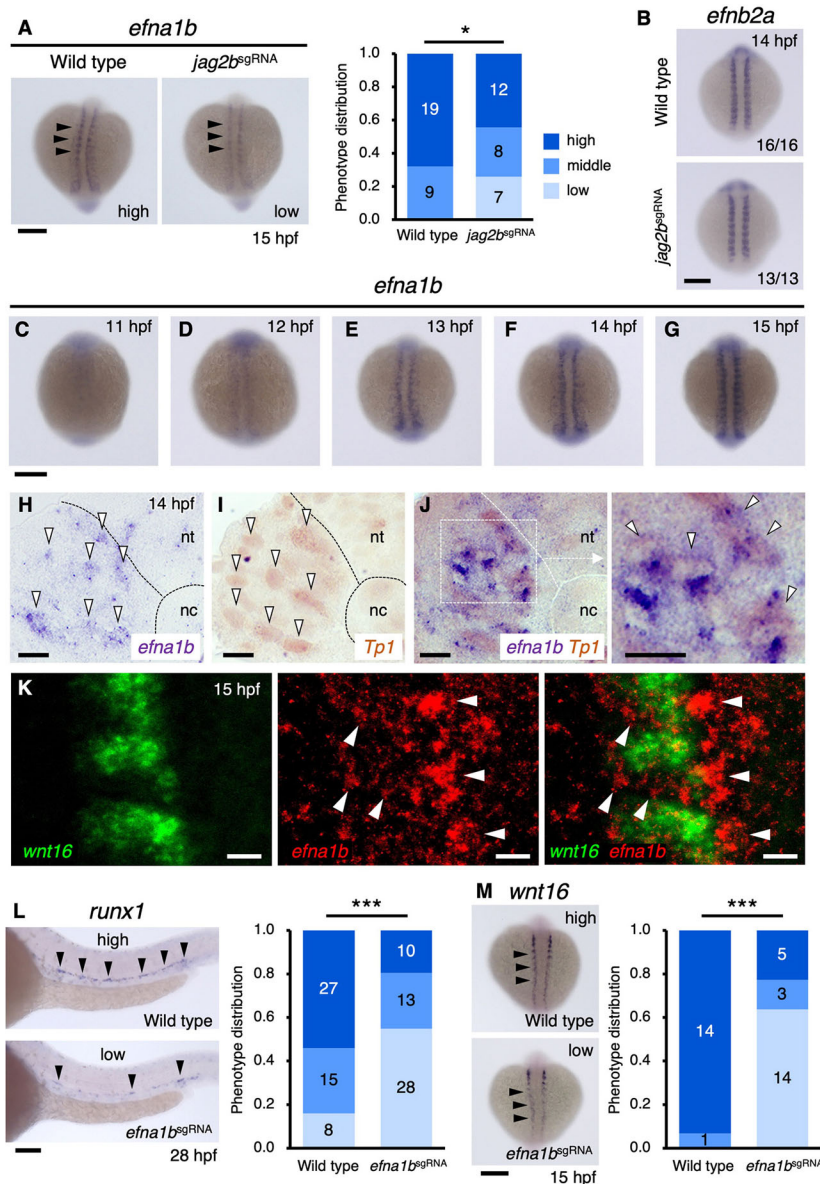 A
efna1b
Wild type
jag2b^sgRNA
high
low
15 hpf
*
Phenotype distribution
1.0
0.8
0.6
0.4
0.2
0.0
19
9
12
8
7
Wild type
jag2b^sgRNA
high
middle
low
B
efnb2a
Wild type
14 hpf
16/16
jag2b^sgRNA
13/13
efna1b
C
11 hpf
D
12 hpf
E
13 hpf
F
14 hpf
G
15 hpf
H
14 hpf
nt
nc
efna1b
I
nt
nc
Tp1
J
nt
nc
efna1b Tp1
K
15 hpf
wnt16
efna1b
wnt16 efna1b
L
runx1
high
Wild type
low
efna1b^sgRNA
28 hpf
***
Phenotype distribution
1.0
0.8
0.6
0.4
0.2
0.0
27
15
8
10
13
28
Wild type
efna1b^sgRNA
M
wnt16
high
Wild type
low
efna1b^sgRNA
15 hpf
***
Phenotype distribution
1.0
0.8
0.6
0.4
0.2
0.0
14
1
5
3
14
Wild type
efna1b^sgRNA